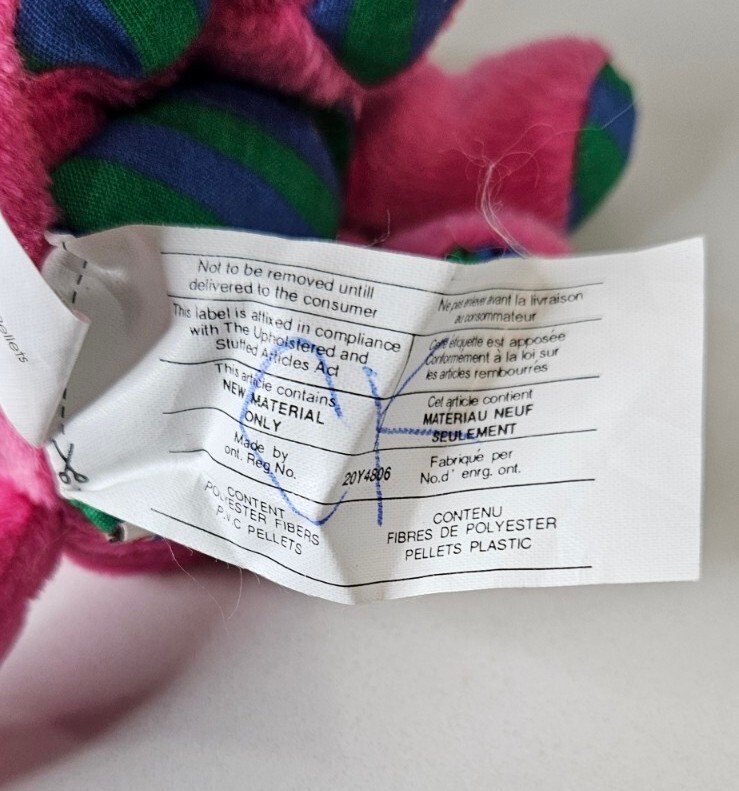 pellets
Not to be removed untill
delivered to the consumer
This label is affixed in compliance
with The Upholstered and
Stuffed Articles Act
This article contains
NEW MATERIAL
ONLY
Made by
ont. Reg No.
20Y4806
CONTENT
POLYESTER FIBERS
P.V.C PELLETS
Ne pas enlever avant la livraison
au consommateur
Cette étiquette est apposée
Conformement à la loi sur
les articles rembourrés
Cet article contient
MATERIAU NEUF
SEULEMENT
Fabriqué per
No.d' enrg. ont.
CONTENU
FIBRES DE POLYESTER
PELLETS PLASTIC